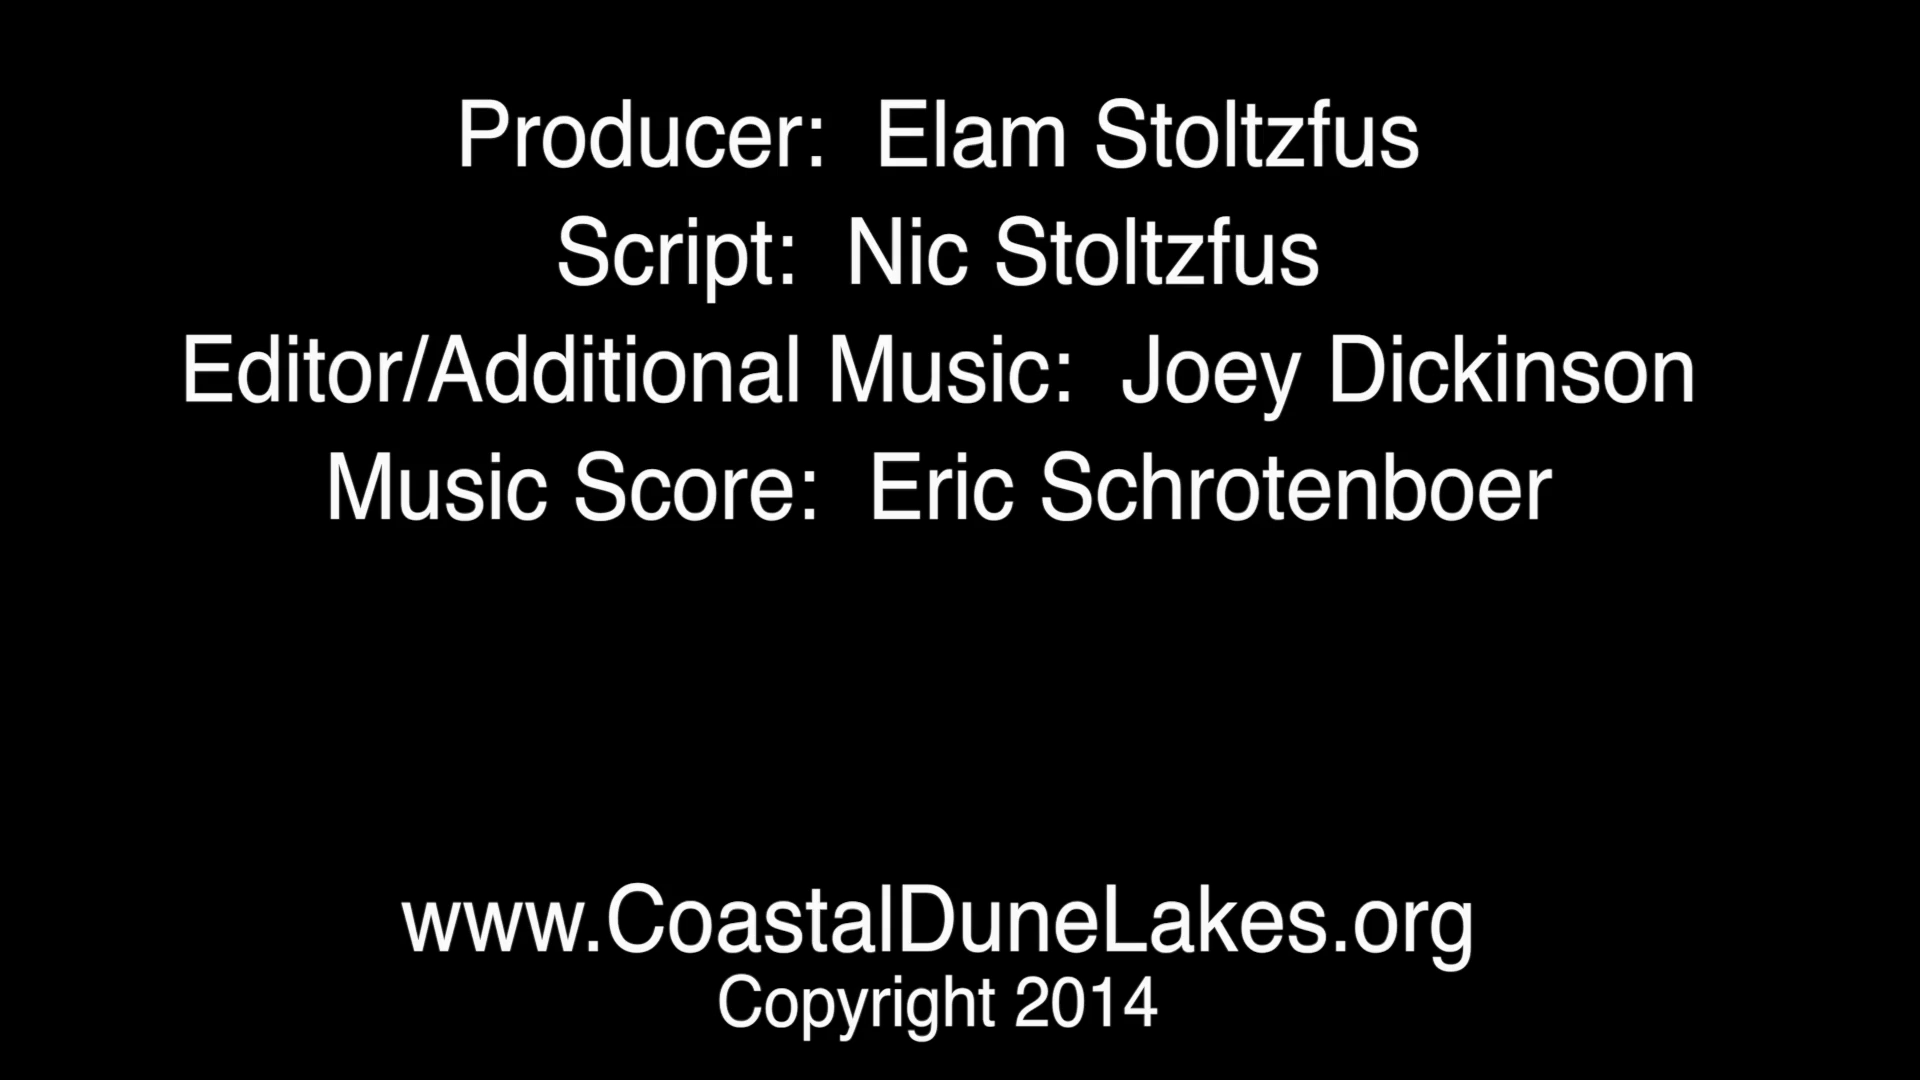 Producer:  Elam Stoltzfus
Script:  Nic Stoltzfus
Editor/Additional Music:  Joey Dickinson
Music Score:  Eric Schrotenboer
www.CoastalDuneLakes.org
Copyright 2014